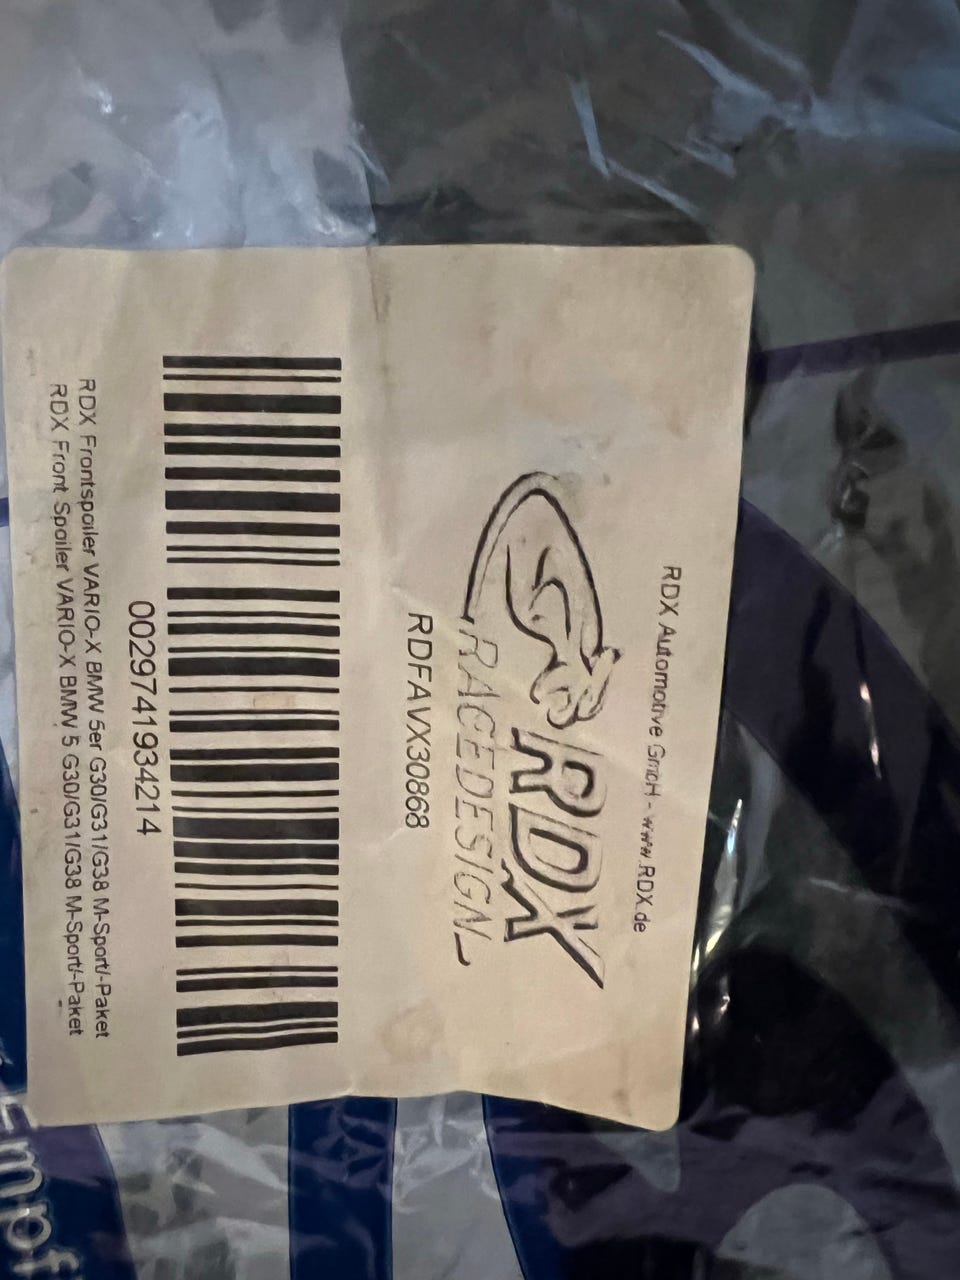 RDX Automotive GmbH - www.RDX.de
RDX
RACEDESIGN
RDFAVX30868
0029741934214
RDX Frontspoiler VARIO-X BMW 5er G30/G31/G38 M-Sport/-Paket
RDX Front Spoiler VARIO-X BMW 5 G30/G31/G38 M-Sport/-Paket